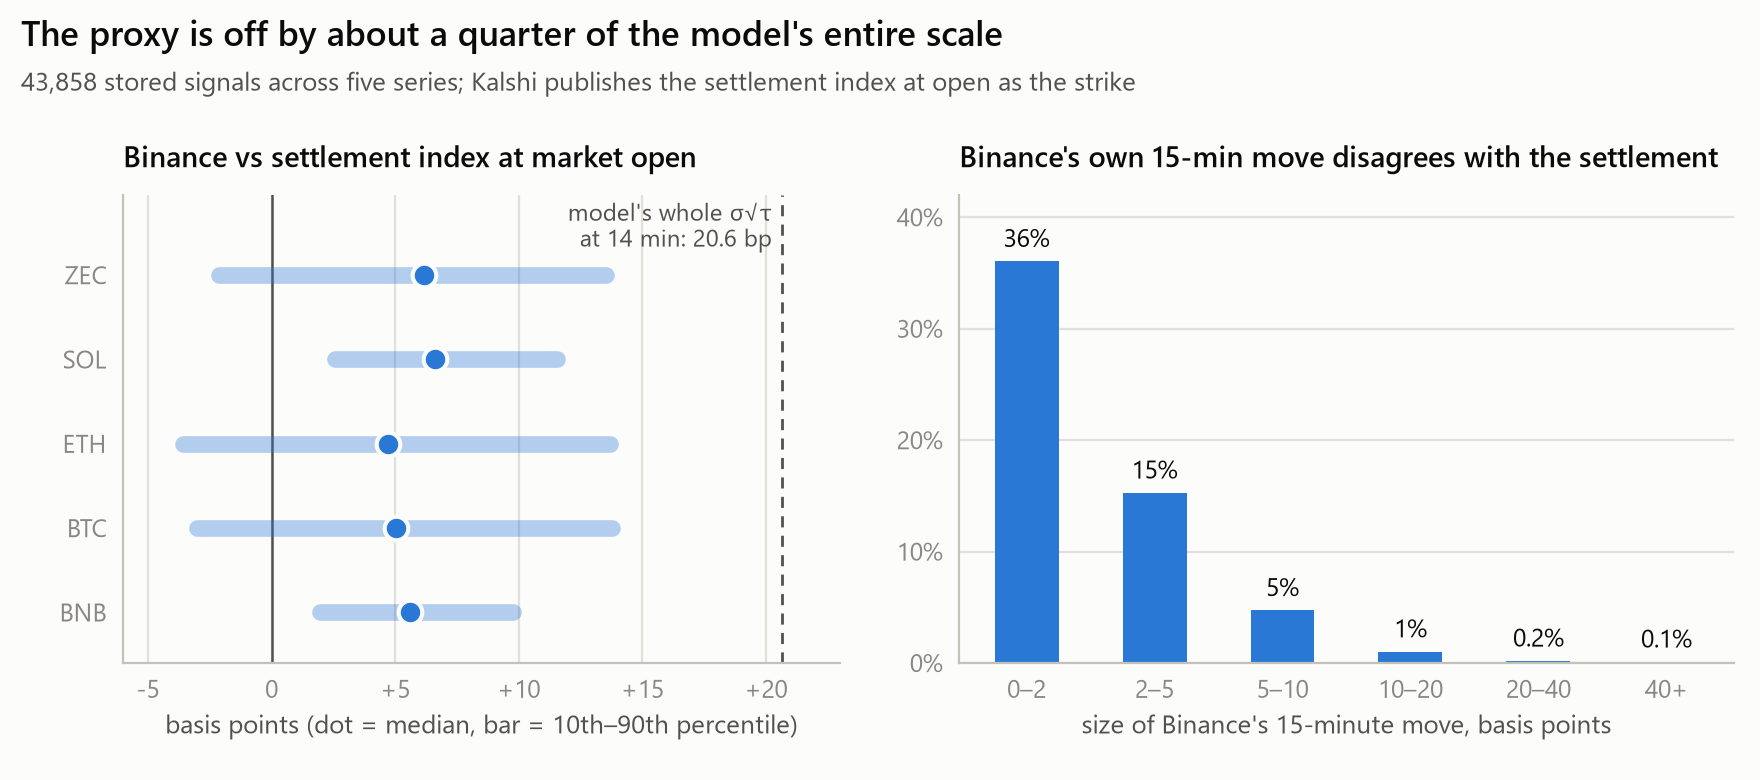 The proxy is off by about a quarter of the model's entire scale
43,858 stored signals across five series; Kalshi publishes the settlement index at open as the strike
Binance vs settlement index at market open
model's whole σ√τ
at 14 min: 20.6 bp
ZEC
SOL
ETH
BTC
BNB
-5 0 +5 +10 +15 +20
basis points (dot = median, bar = 10th–90th percentile)
Binance's own 15-min move disagrees with the settlement
40%
30%
20%
10%
0%
36%
15%
5%
1%
0.2%
0.1%
0–2 2–5 5–10 10–20 20–40 40+
size of Binance's 15-minute move, basis points